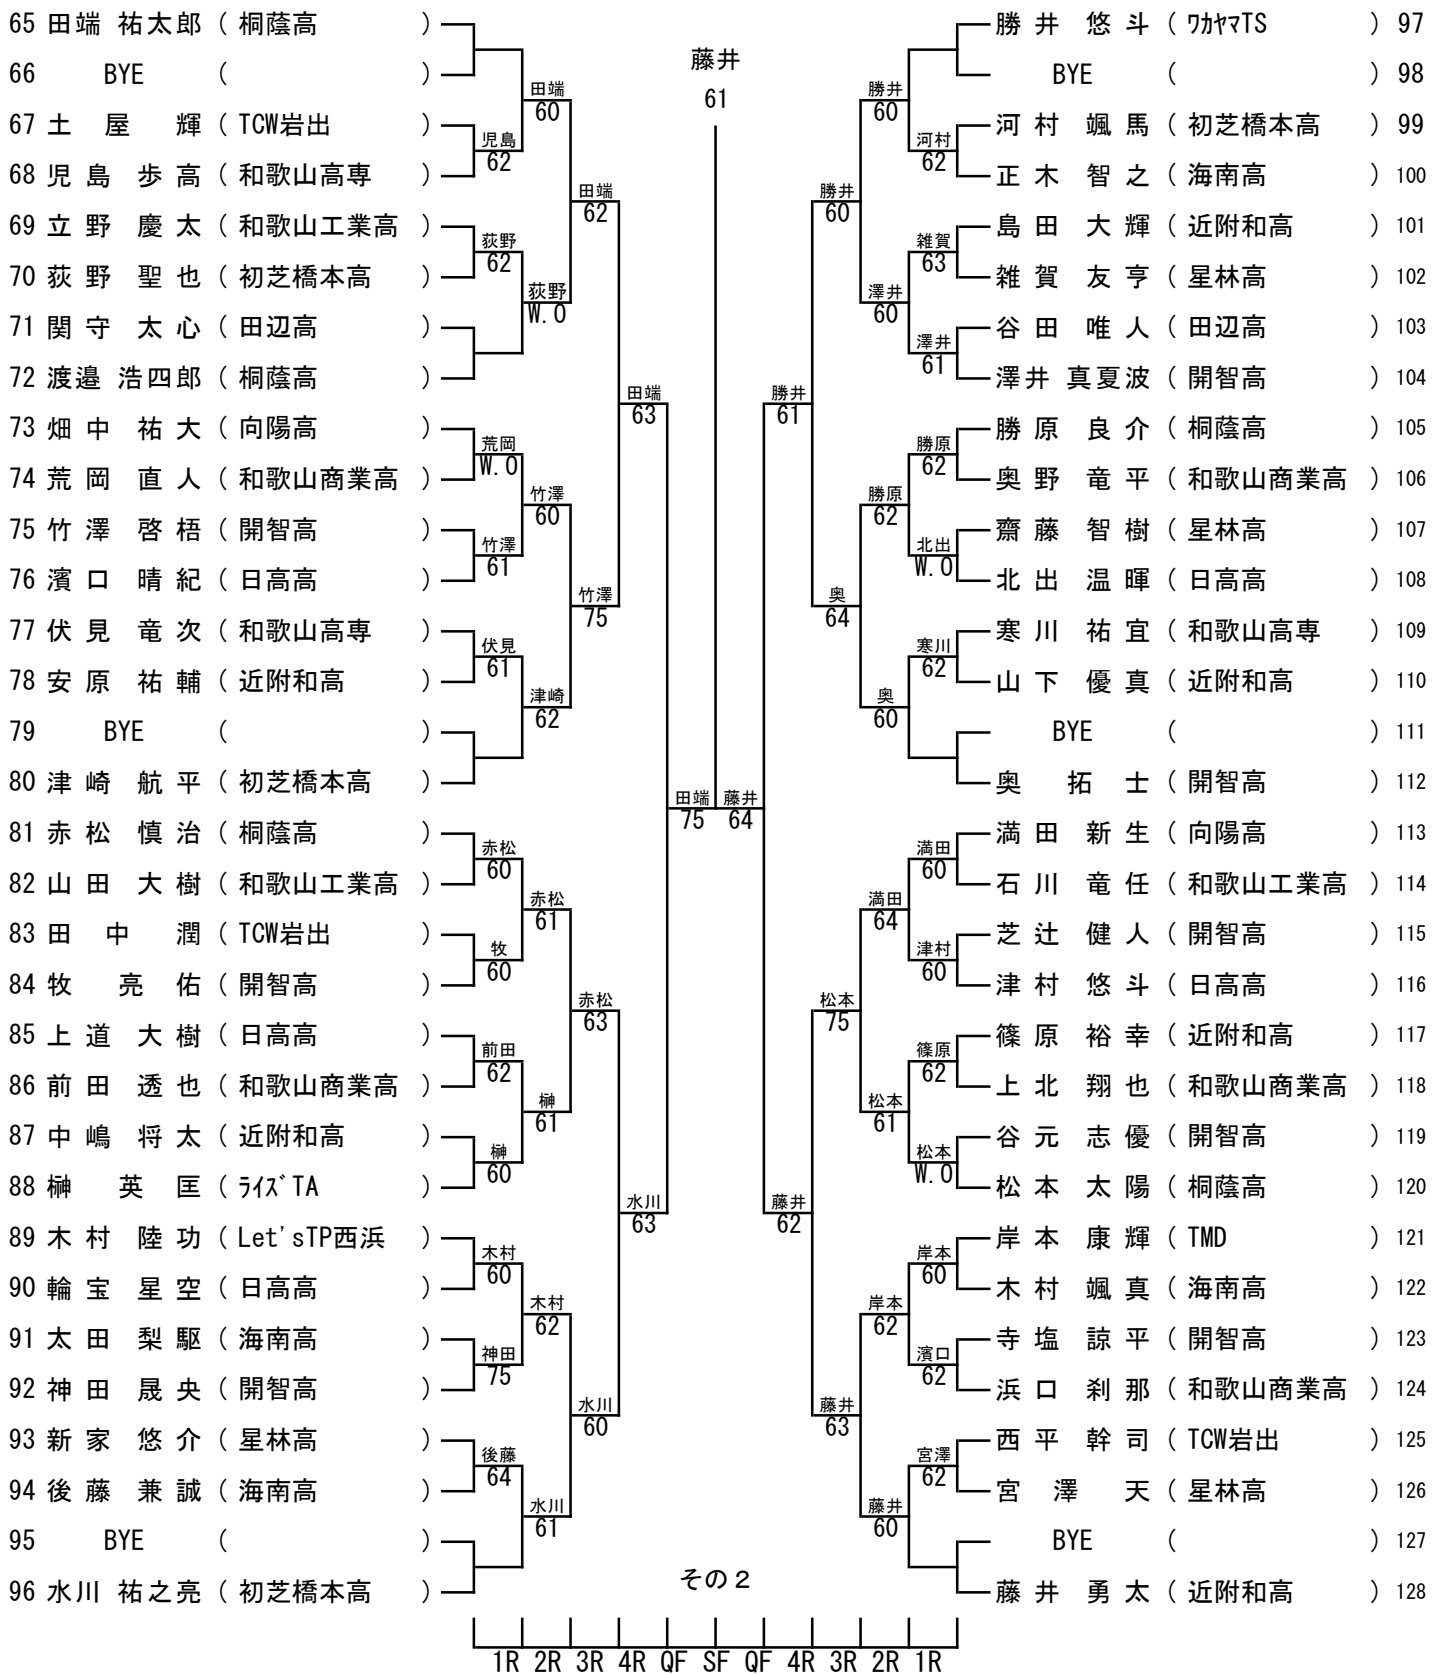 65 田端 祐太郎 ( 桐蔭高 )
66 BYE ( )
67 土屋 輝 ( TCW岩出 )
68 児島 歩高 ( 和歌山高専 )
69 立野 慶太 ( 和歌山工業高 )
70 荻野 聖也 ( 初芝橋本高 )
71 関守 太心 ( 田辺高 )
72 渡邉 浩四郎 ( 桐蔭高 )
73 畑中 祐大 ( 向陽高 )
74 荒岡 直人 ( 和歌山商業高 )
75 竹澤 啓梧 ( 開智高 )
76 濱口 晴紀 ( 日高高 )
77 伏見 竜次 ( 和歌山高専 )
78 安原 祐輔 ( 近附和高 )
79 BYE ( )
80 津崎 航平 ( 初芝橋本高 )
81 赤松 慎治 ( 桐蔭高 )
82 山田 大樹 ( 和歌山工業高 )
83 田中 潤 ( TCW岩出 )
84 牧 亮佑 ( 開智高 )
85 上道 大樹 ( 日高高 )
86 前田 透也 ( 和歌山商業高 )
87 中嶋 将太 ( 近附和高 )
88 榊 英匡 ( ライズTA )
89 木村 陸功 ( Let'sTP西浜 )
90 輪宝 星空 ( 日高高 )
91 太田 梨駆 ( 海南高 )
92 神田 晟央 ( 開智高 )
93 新家 悠介 ( 星林高 )
94 後藤 兼誠 ( 海南高 )
95 BYE ( )
96 水川 祐之亮 ( 初芝橋本高 )
児島
62
荻野
62
荒岡
W.O
竹澤
61
伏見
61
赤松
60
牧
60
前田
62
榊
60
木村
60
神田
75
後藤
64
田端
60
荻野
W.O
竹澤
60
津崎
62
赤松
61
榊
61
木村
62
水川
61
田端
62
竹澤
75
赤松
63
水川
60
田端
63
水川
63
田端
75
藤井
61
藤井
64
勝井
61
藤井
62
勝井
60
奥
64
松本
75
藤井
63
勝井
60
澤井
60
勝原
62
奥
60
満田
64
松本
61
岸本
62
藤井
60
河村
62
雑賀
63
澤井
61
勝原
62
北出
W.O
寒川
62
満田
60
津村
60
篠原
62
松本
W.O
岸本
60
濱口
62
宮澤
62
勝井 悠斗 ( ワカヤマTS ) 97
BYE ( ) 98
河村 颯馬 ( 初芝橋本高 ) 99
正木 智之 ( 海南高 ) 100
島田 大輝 ( 近附和高 ) 101
雑賀 友亨 ( 星林高 ) 102
谷田 唯人 ( 田辺高 ) 103
澤井 真夏波 ( 開智高 ) 104
勝原 良介 ( 桐蔭高 ) 105
奥野 竜平 ( 和歌山商業高 ) 106
齋藤 智樹 ( 星林高 ) 107
北出 温暉 ( 日高高 ) 108
寒川 祐宜 ( 和歌山高専 ) 109
山下 優真 ( 近附和高 ) 110
BYE ( ) 111
奥 拓士 ( 開智高 ) 112
満田 新生 ( 向陽高 ) 113
石川 竜任 ( 和歌山工業高 ) 114
芝辻 健人 ( 開智高 ) 115
津村 悠斗 ( 日高高 ) 116
篠原 裕幸 ( 近附和高 ) 117
上北 翔也 ( 和歌山商業高 ) 118
谷元 志優 ( 開智高 ) 119
松本 太陽 ( 桐蔭高 ) 120
岸本 康輝 ( TMD ) 121
木村 颯真 ( 海南高 ) 122
寺塩 諒平 ( 開智高 ) 123
浜口 刹那 ( 和歌山商業高 ) 124
西平 幹司 ( TCW岩出 ) 125
宮澤 天 ( 星林高 ) 126
BYE ( ) 127
藤井 勇太 ( 近附和高 ) 128
その２
1R 2R 3R 4R QF SF QF 4R 3R 2R 1R